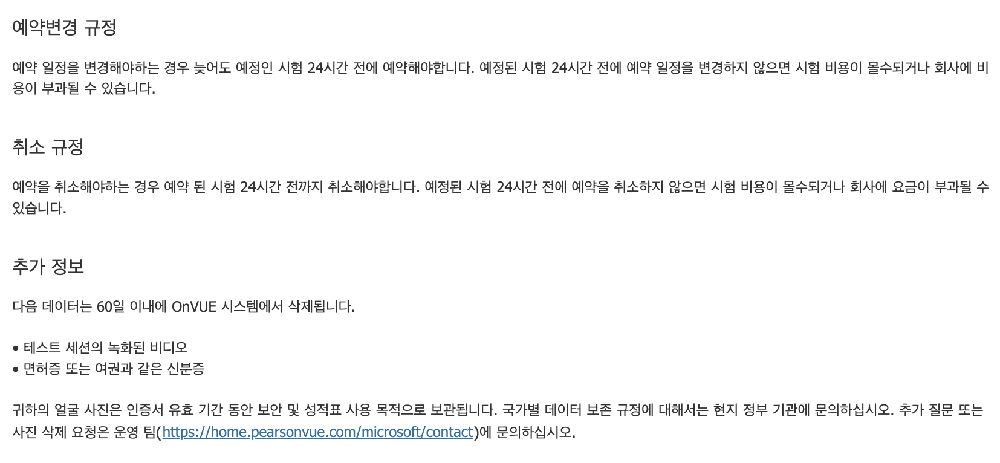 예약변경 규정
예약 일정을 변경해야하는 경우 늦어도 예정인 시험 24시간 전에 예약해야합니다. 예정된 시험 24시간 전에 예약 일정을 변경하지 않으면 시험 비용이 몰수되거나 회사에 비
용이 부과될 수 있습니다.
취소 규정
예약을 취소해야하는 경우 예약 된 시험 24시간 전까지 취소해야합니다. 예정된 시험 24시간 전에 예약을 취소하지 않으면 시험 비용이 몰수되거나 회사에 요금이 부과될 수
있습니다.
추가 정보
다음 데이터는 60일 이내에 OnVUE 시스템에서 삭제됩니다.
• 테스트 세션의 녹화된 비디오
• 면허증 또는 여권과 같은 신분증
귀하의 얼굴 사진은 인증서 유효 기간 동안 보안 및 성적표 사용 목적으로 보관됩니다. 국가별 데이터 보존 규정에 대해서는 현지 정부 기관에 문의하십시오. 추가 질문 또는
사진 삭제 요청은 운영 팀(https://home.pearsonvue.com/microsoft/contact)에 문의하십시오.